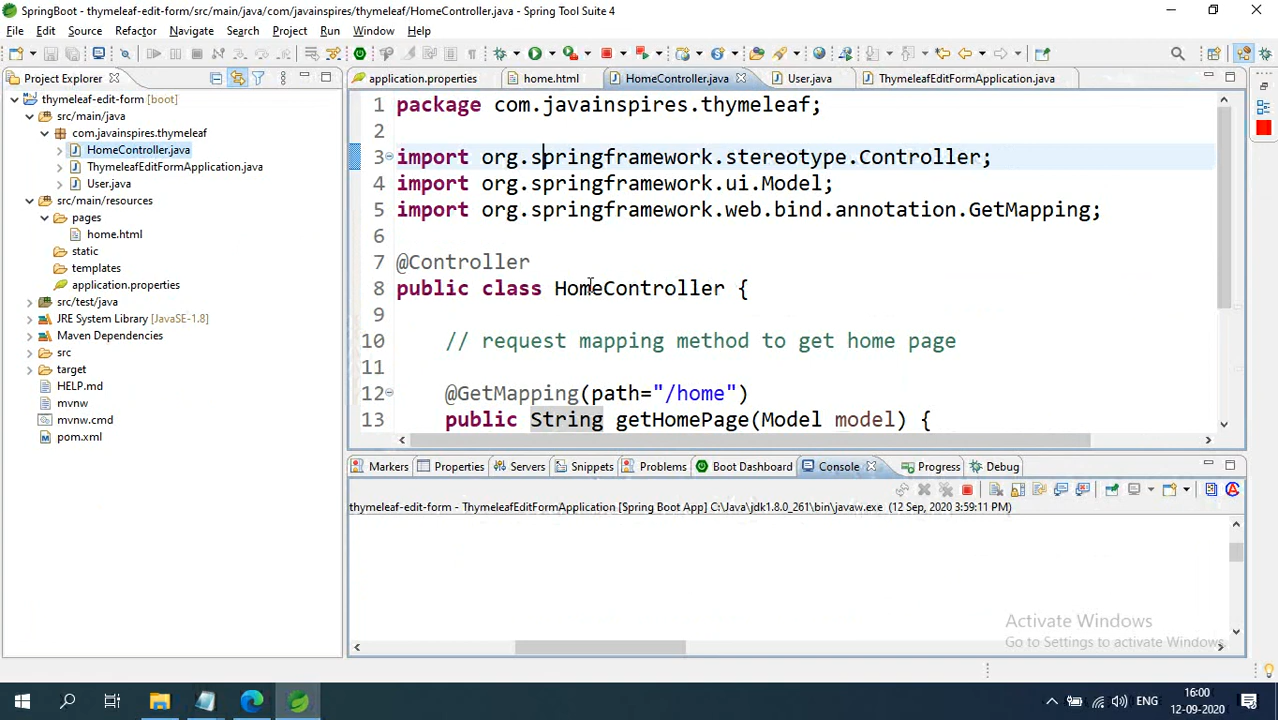 SpringBoot - thymeleaf-edit-form/src/main/java/com/javainspires/thymeleaf/HomeController.java - Spring Tool Suite 4
File Edit Source Refactor Navigate Search Project Run Window Help
Project Explorer
thymeleaf-edit-form [boot]
src/main/java
com.javainspires.thymeleaf
HomeController.java
ThymeleafEditFormApplication.java
User.java
src/main/resources
pages
home.html
static
templates
application.properties
src/test/java
JRE System Library [JavaSE-1.8]
Maven Dependencies
src
target
HELP.md
mvnw
mvnw.cmd
pom.xml
application.properties home.html HomeController.java User.java ThymeleafEditFormApplication.java
1 package com.javainspires.thymeleaf;
2
3 import org.springframework.stereotype.Controller;
4 import org.springframework.ui.Model;
5 import org.springframework.web.bind.annotation.GetMapping;
6
7 @Controller
8 public class HomeController {
9
10 // request mapping method to get home page
11
12 @GetMapping(path="/home")
13 public String getHomePage(Model model) {
Markers Properties Servers Snippets Problems Boot Dashboard Console Progress Debug
thymeleaf-edit-form - ThymeleafEditFormApplication [Spring Boot App] C:\Java\jdk1.8.0_261\bin\javaw.exe (12 Sep, 2020 3:59:11 PM)
Activate Windows
Go to Settings to activate Windows.
ENG
16:00
12-09-2020